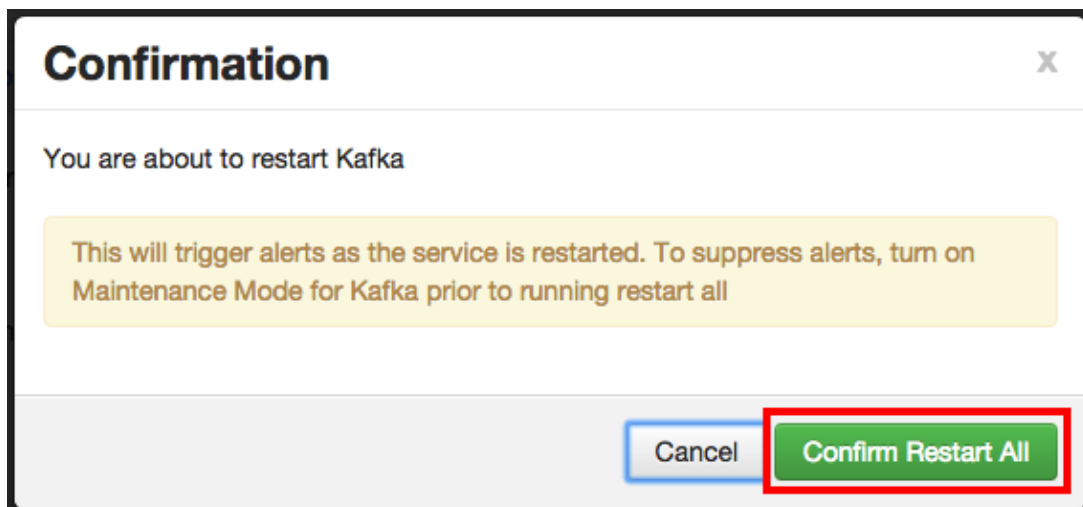 Confirmation
x
You are about to restart Kafka
This will trigger alerts as the service is restarted. To suppress alerts, turn on
Maintenance Mode for Kafka prior to running restart all
Cancel
Confirm Restart All